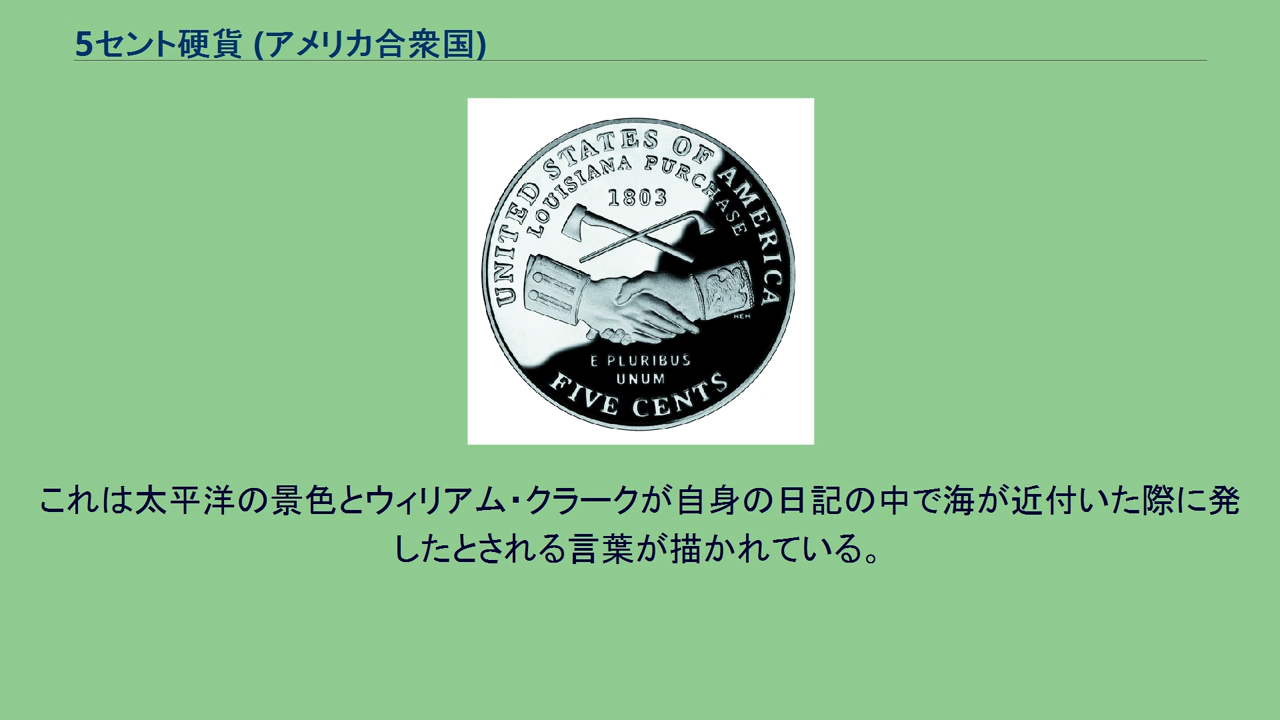 5セント硬貨 (アメリカ合衆国)
UNITED STATES OF AMERICA
LOUISIANA PURCHASE
1803
NEN
E PLURIBUS
UNUM
FIVE CENTS
これは太平洋の景色とウィリアム・クラークが自身の日記の中で海が近付いた際に発
したとされる言葉が描かれている。